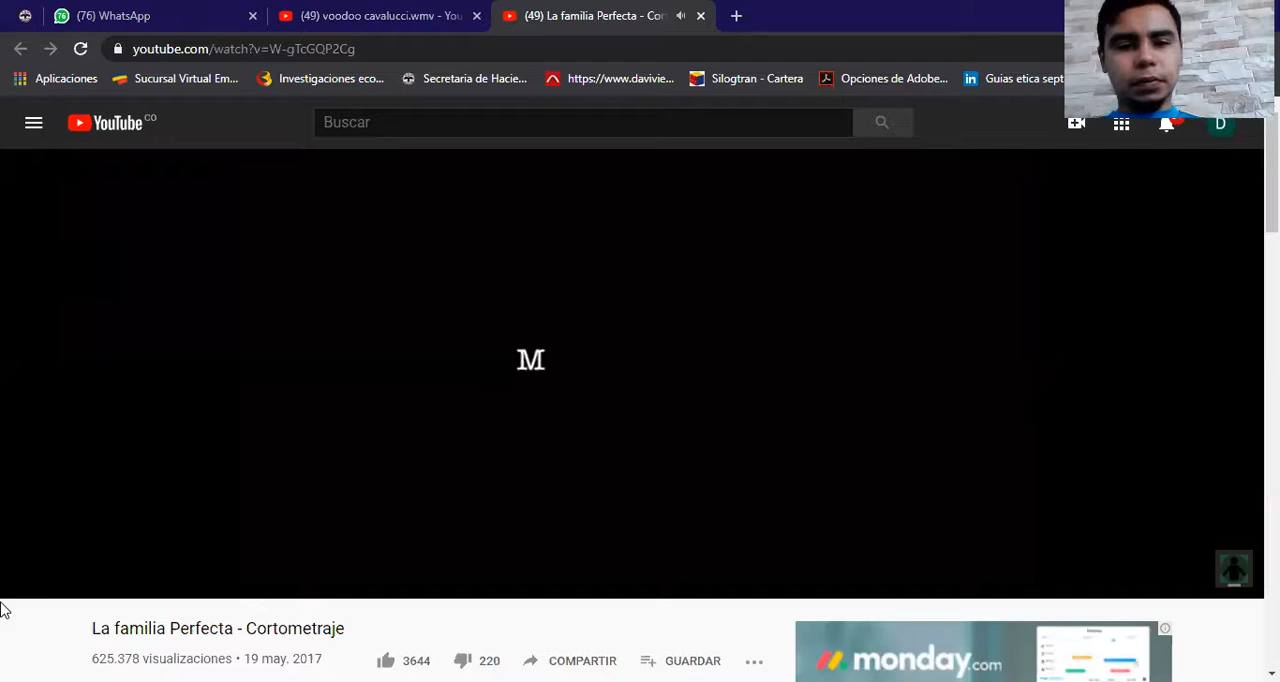 (76) WhatsApp
(49) voodoo cavalucci.wmv - You
(49) La familia Perfecta - Cor
youtube.com/watch?v=W-gTcGQP2Cg
Aplicaciones
Sucursal Virtual Em...
Investigaciones eco...
Secretaria de Hacie...
https://www.davivie...
Silogtran - Cartera
Opciones de Adobe...
Guias etica sept
YouTube CO
Buscar
D
M
La familia Perfecta - Cortometraje
625.378 visualizaciones • 19 may. 2017
3644
220
COMPARTIR
GUARDAR
monday.com